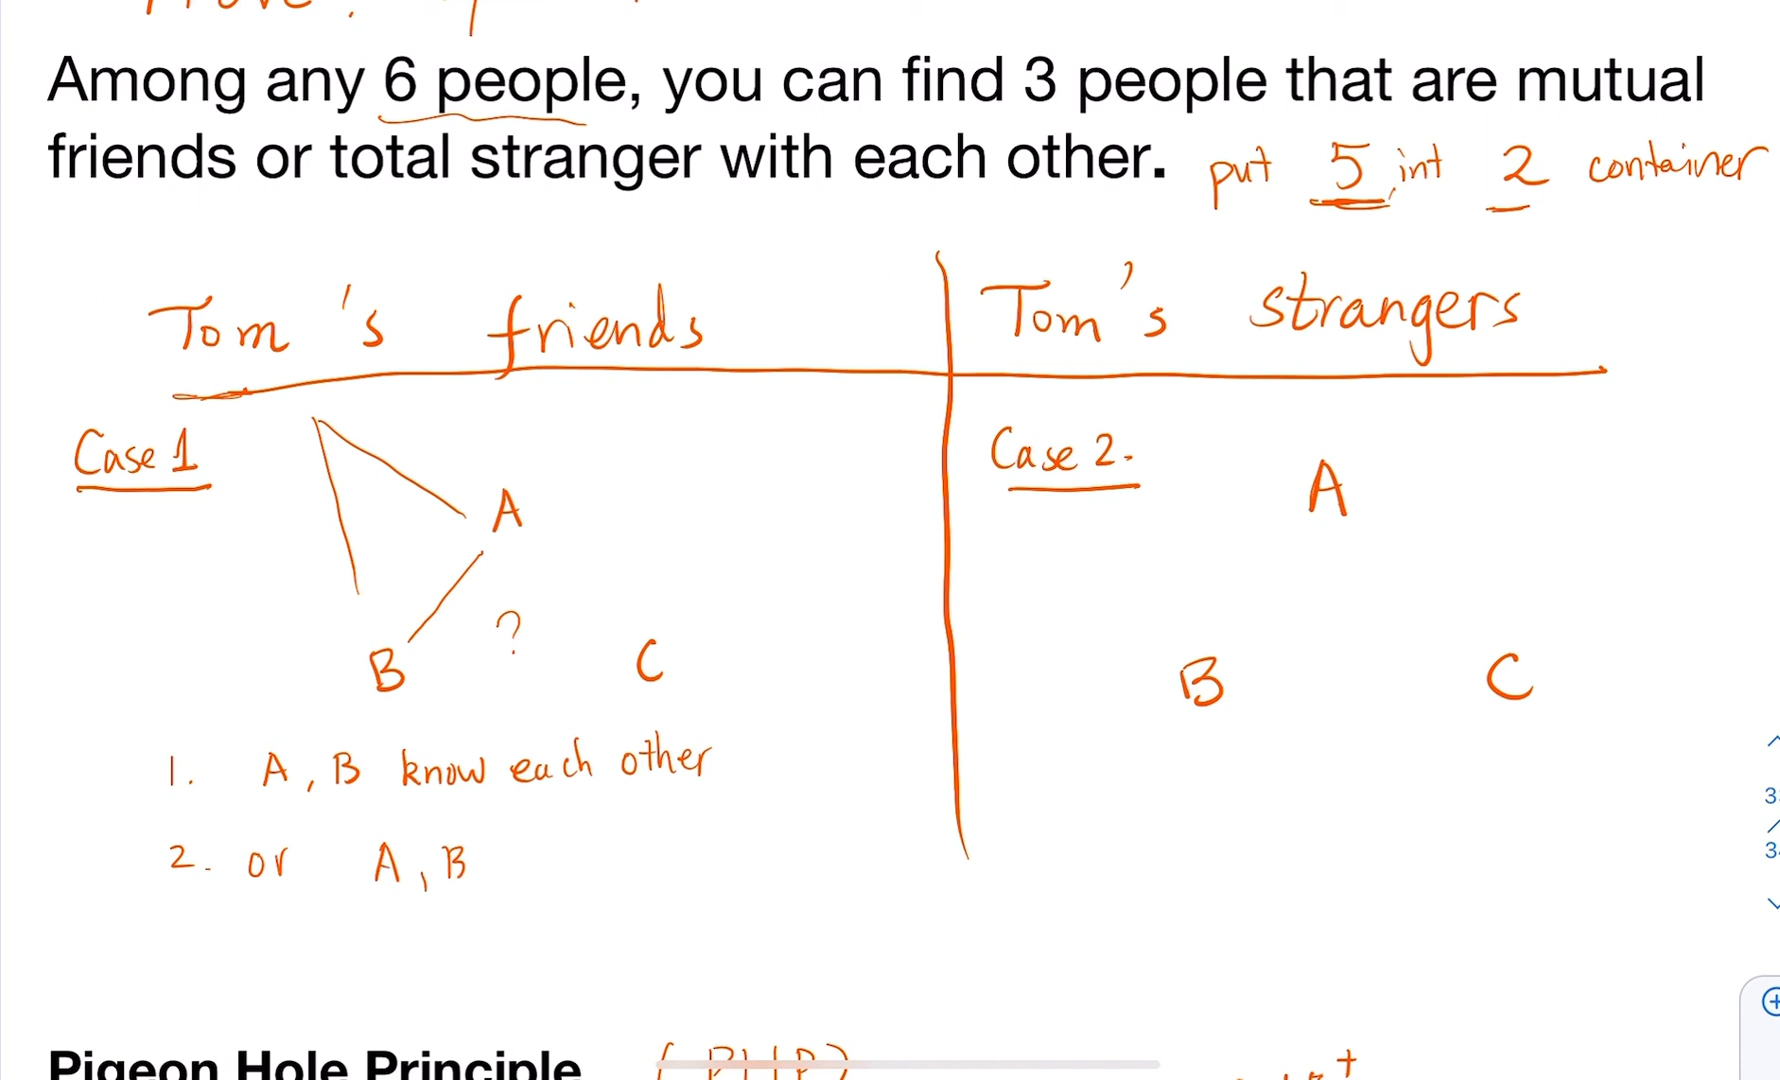 Among any 6 people, you can find 3 people that are mutual
friends or total stranger with each other.
put 5 int 2 container
Tom's friends
Tom's strangers
Case 1
Case 2.
A
A
?
B
C
B
C
1. A, B know each other
2. or A, B
Pigeon Hole Principle (PHP)